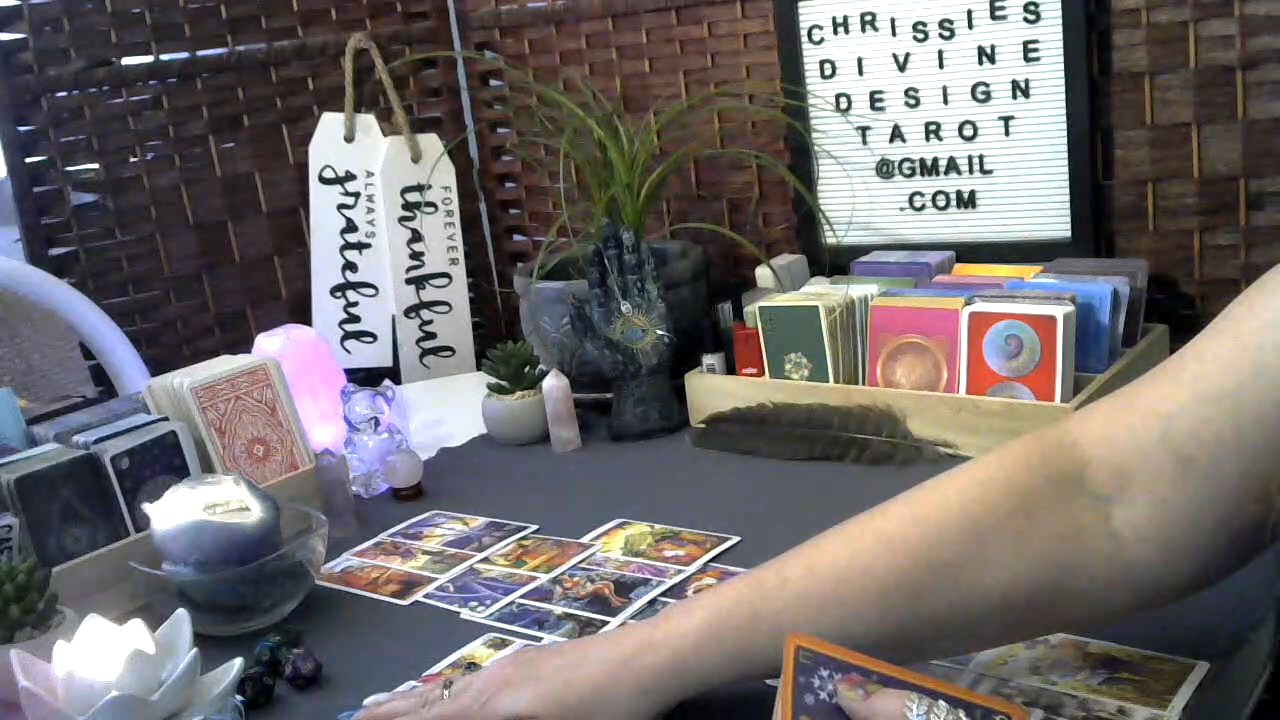 CHRISSIES
DIVINE
DESIGN
TAROT
@GMAIL
.COM
ALWAYS
grateful
FOREVER
thankful